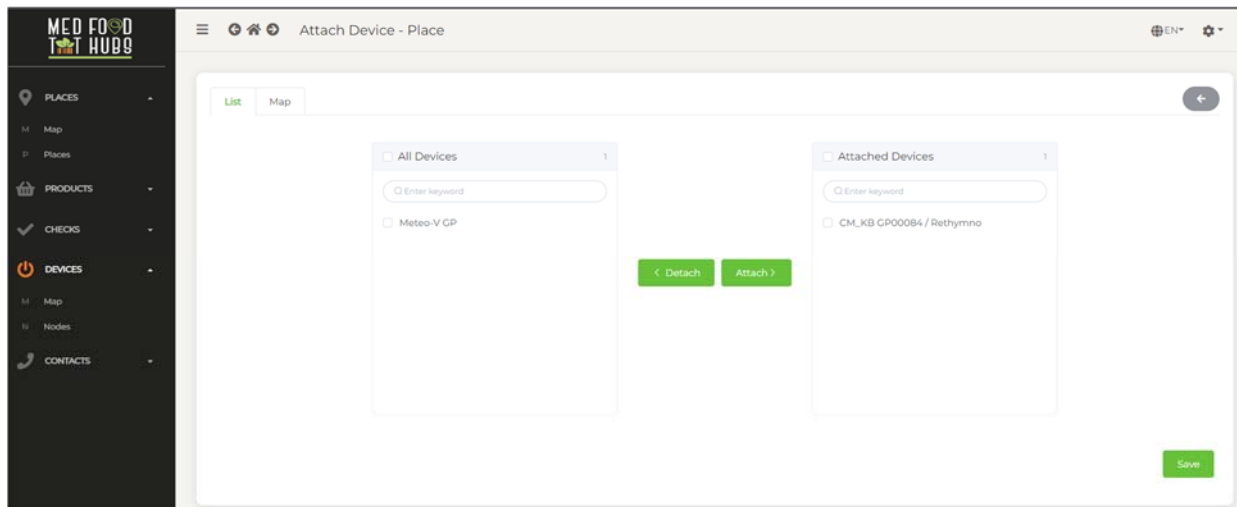 MED FOOD
TTT HUBS
Attach Device - Place
EN
PLACES
M Map
P Places
PRODUCTS
CHECKS
DEVICES
M Map
N Nodes
CONTACTS
List Map
All Devices 1
Enter keyword
Meteo-V GP
< Detach Attach >
Attached Devices 1
Enter keyword
CM_KB GP00084 / Rethymno
Save